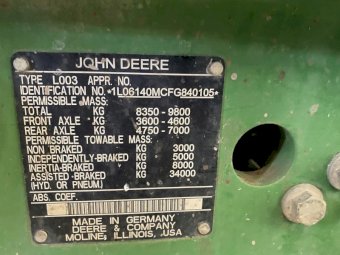 JOHN DEERE
TYPE L003 APPR. NO.
IDENTIFICATION NO. *1L06140MCFG840105*
PERMISSIBLE MASS:
TOTAL KG 8350 - 9800
FRONT AXLE KG 3600 - 4600
REAR AXLE KG 4750 - 7000
PERMISSIBLE TOWABLE MASS:
NON BRAKED KG 3000
INDEPENDENTLY-BRAKED KG 5000
INERTIA-BRAKED KG 8000
ASSISTED-BRAKED KG 34000
(HYD. OR PNEUM.)
ABS. COEF.
MADE IN GERMANY
DEERE & COMPANY
MOLINE, ILLINOIS, USA